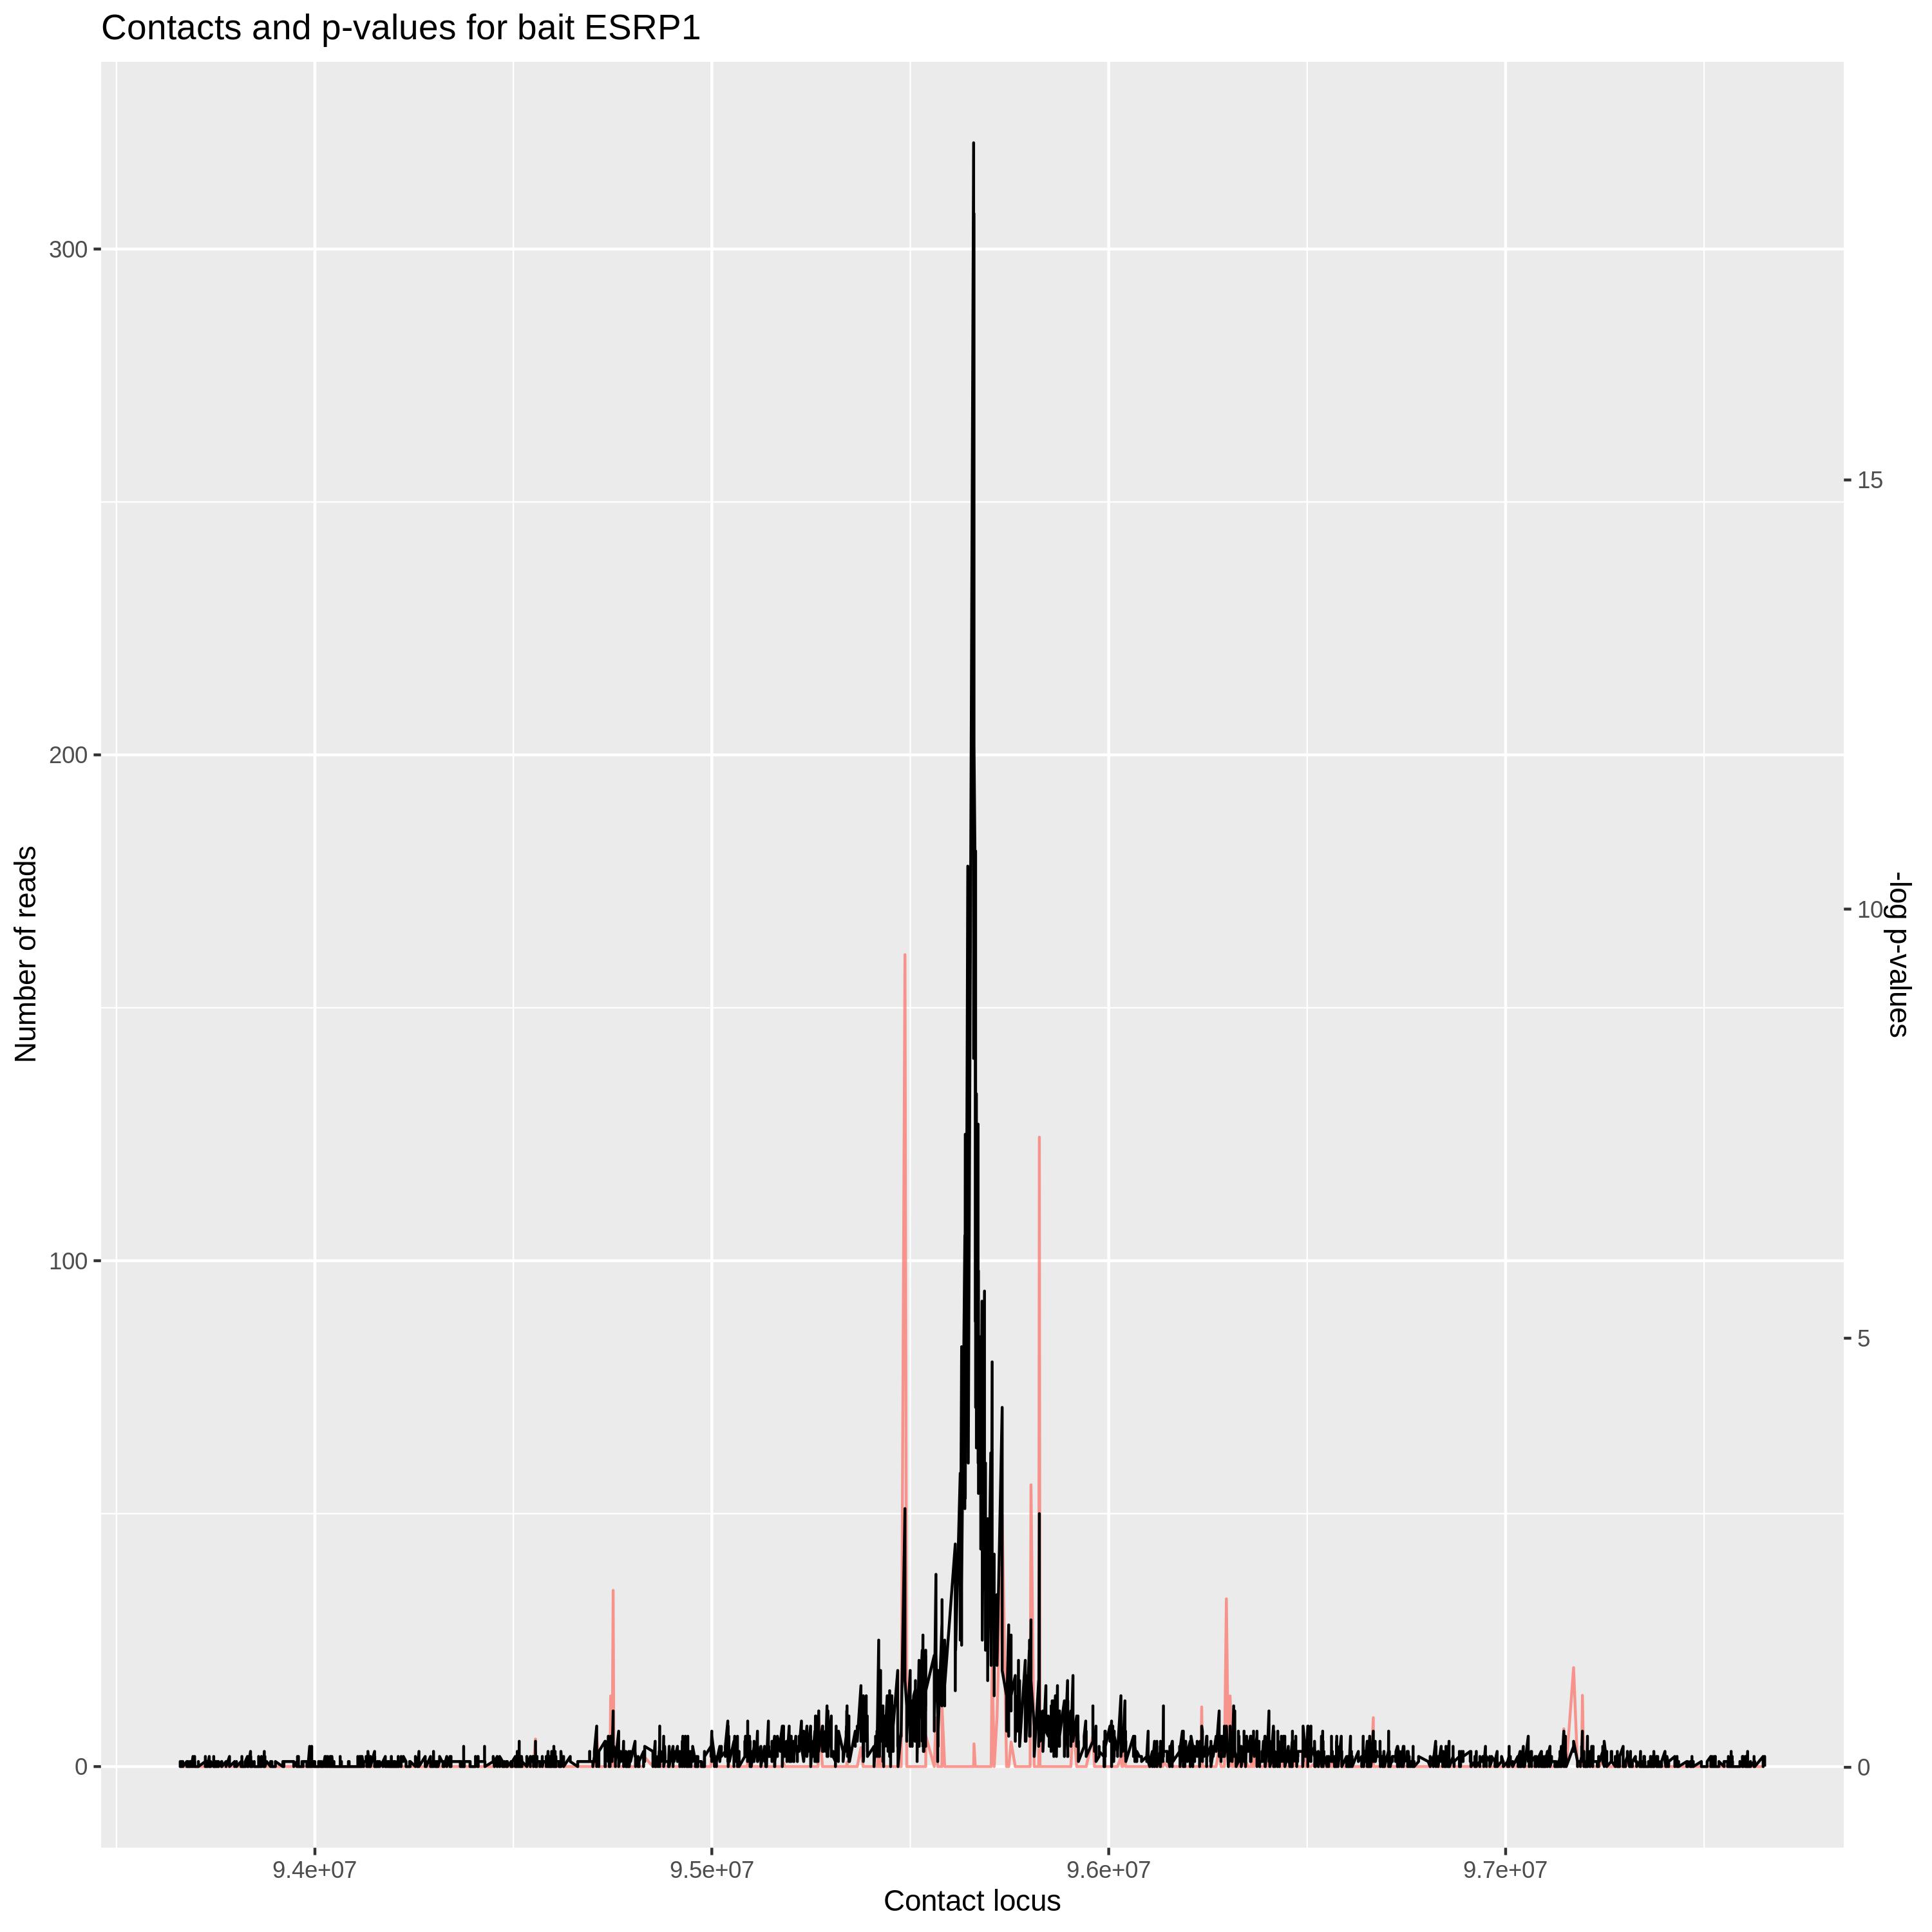 Contacts and p-values for bait ESRP1
300
200
100
0
Number of reads
15
10
5
0
-log p-values
9.4e+07
9.5e+07
9.6e+07
9.7e+07
Contact locus